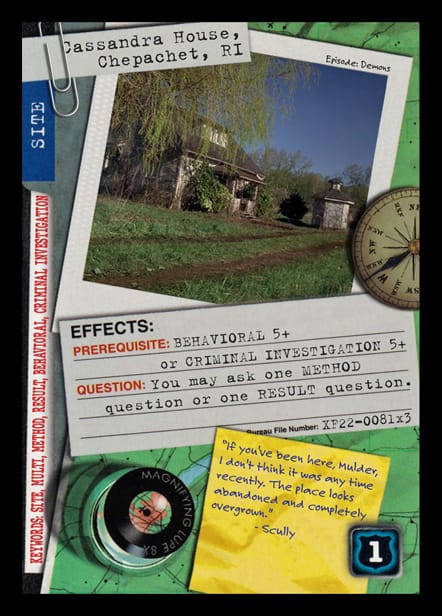 Cassandra House,
Chepachet, RI
Episode: Demons
SITE
KEYWORDS: SITE, MULTI, METHOD, RESULT, BEHAVIORAL, CRIMINAL INVESTIGATION
EFFECTS:
PREREQUISITE: BEHAVIORAL 5+
or CRIMINAL INVESTIGATION 5+
QUESTION: You may ask one METHOD
question or one RESULT question.
Bureau File Number: XF22-0081x3
"If you've been here, Mulder,
I don't think it was any time
recently. The place looks
abandoned and completely
overgrown."
- Scully
MAGNIFYING LUPE 8X
1